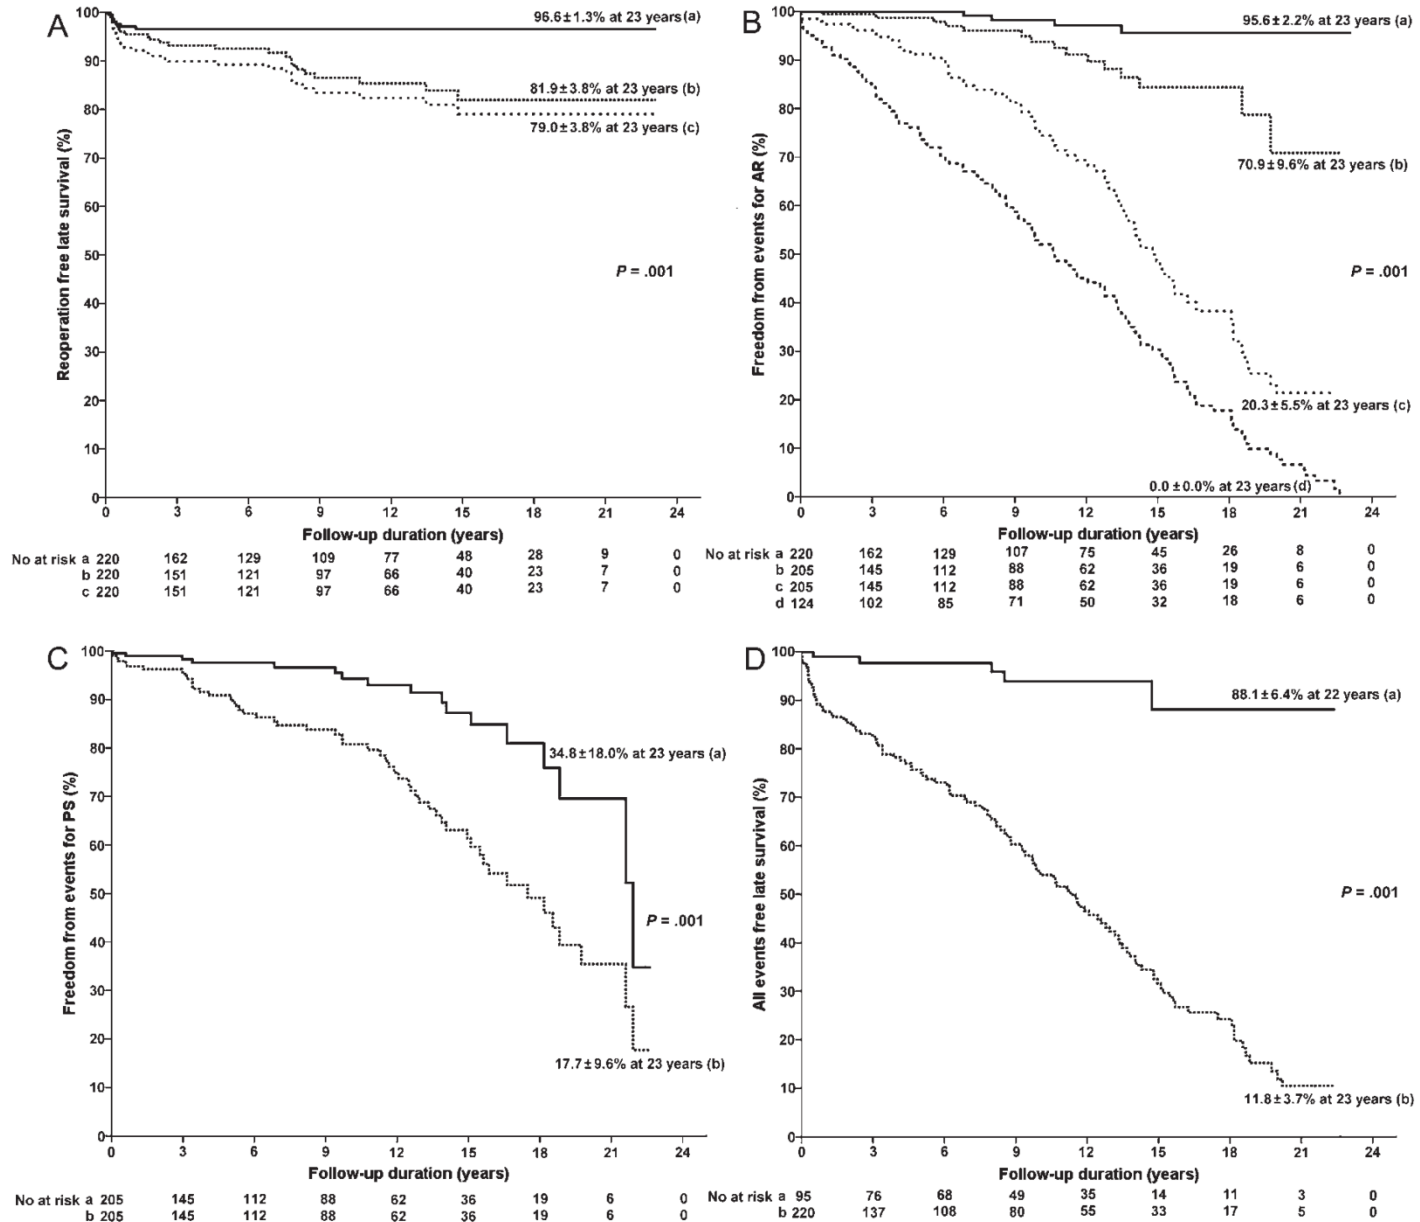 A
Reoperation free late survival (%)
100
90
80
70
60
50
40
30
20
10
0
96.6±1.3% at 23 years (a)
81.9±3.8% at 23 years (b)
79.0±3.8% at 23 years (c)
P = .001
0 3 6 9 12 15 18 21 24
Follow-up duration (years)
No at risk a 220 162 129 109 77 48 28 9 0
b 220 151 121 97 66 40 23 7 0
c 220 151 121 97 66 40 23 7 0
B
Freedom from events for AR (%)
100
90
80
70
60
50
40
30
20
10
0
95.6±2.2% at 23 years (a)
70.9±9.6% at 23 years (b)
P = .001
20.3±5.5% at 23 years (c)
0.0±0.0% at 23 years (d)
0 3 6 9 12 15 18 21 24
Follow-up duration (years)
No at risk a 220 162 129 107 75 45 26 8 0
b 205 145 112 88 62 36 19 6 0
c 205 145 112 88 62 36 19 6 0
d 124 102 85 71 50 32 18 6 0
C
Freedom from events for PS (%)
100
90
80
70
60
50
40
30
20
10
0
34.8±18.0% at 23 years (a)
P = .001
17.7±9.6% at 23 years (b)
0 3 6 9 12 15 18 21 24
Follow-up duration (years)
No at risk a 205 145 112 88 62 36 19 6 0
b 205 145 112 88 62 36 19 6 0
D
All events free late survival (%)
100
90
80
70
60
50
40
30
20
10
0
88.1±6.4% at 22 years (a)
P = .001
11.8±3.7% at 23 years (b)
0 3 6 9 12 15 18 21 24
Follow-up duration (years)
No at risk a 95 76 68 49 35 14 11 3 0
b 220 137 108 80 55 33 17 5 0